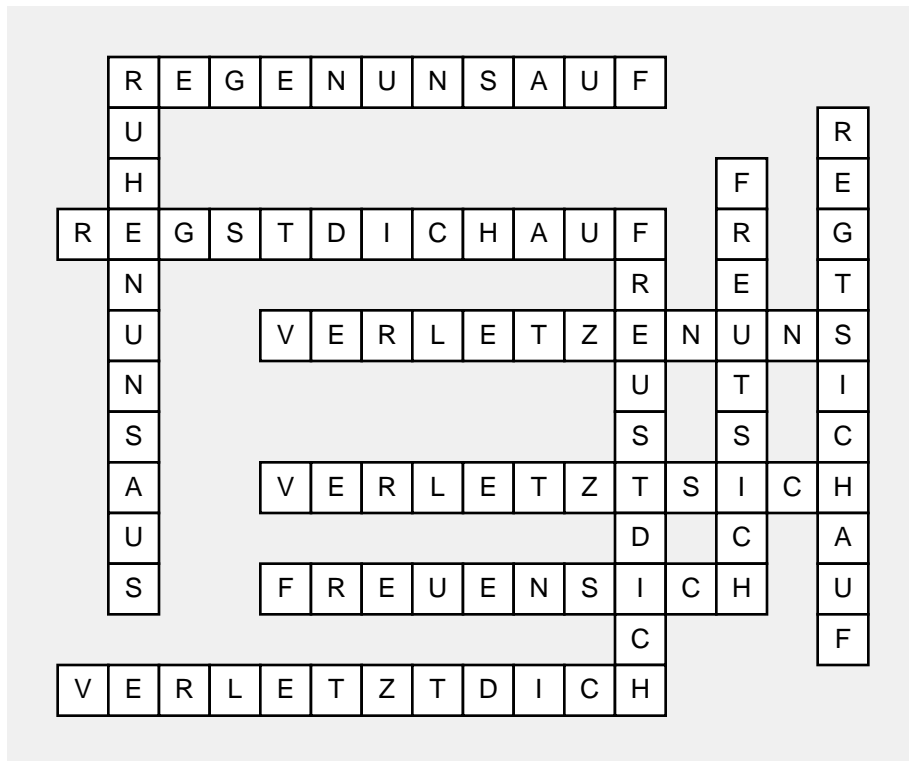 REGENUNSAUF
RUHENUNSAUS
REGTSICHAUF
FREUTSICH
REGSTDICHAUF
FREUSTDICH
VERLETZENUNS
VERLETZTSICH
FREUENSICH
VERLETZTDICH